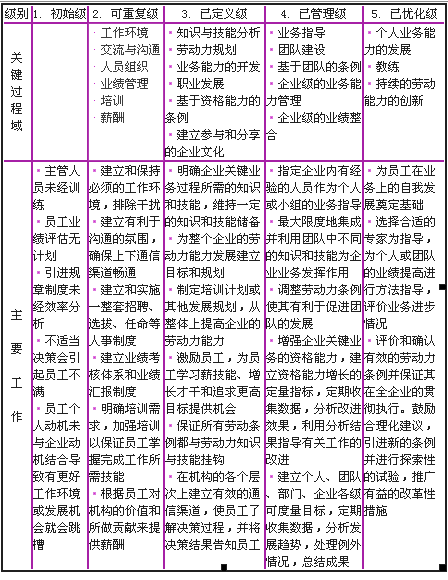 级别
1. 初始级
2. 可重复级
3. 已定义级
4. 已管理级
5. 已优化级
关
键
过
程
域
· 工作环境
· 交流与沟通
· 人员组织
· 业绩管理
· 培训
· 薪酬
· 知识与技能分析
· 劳动力规划
· 业务能力的开发
· 职业发展
· 基于资格能力的
条例
· 建立参与和分享
的企业文化
· 业务指导
· 团队建设
· 基于团队的条例
· 企业级的业务能
力管理
· 企业级的业绩整
合
· 个人业务能
力的发展
· 教练
· 持续的劳动
能力的创新
主
要
工
作
· 主管人
员未经训
练
· 员工业
绩评估无
计划
· 引进规
章制度未
经效率分
析
· 不适当
决策会引
起员工不
满
· 员工个
人动机未
与企业动
机结合导
致有更好
工作环境
或发展机
会就会跳
槽
· 建立和保持
必须的工作环
境，排除干扰
· 建立有利于
沟通的氛围，
确保上下通信
渠道畅通
· 建立和实施
一整套招聘、
选拔、任命等
人事制度
· 建立业绩考
核体系和业绩
汇报制度
· 明确培训需
求，加强培训
以保证员工掌
握完成工作所
需技能
· 根据员工对
机构的价值和
所做贡献来提
供薪酬
· 明确企业关键业
务过程所需的知识
和技能，维持一定
的知识和技能储备
· 为整个企业的劳
动力能力发展建立
目标和规划
· 制定培训计划或
其他发展规划，从
整体上提高企业的
劳动力能力
· 激励员工，为员
工学习薪技能、增
长才干和追求更高
目标提供机会
· 保证所有劳动条
例都与劳动力知识
与技能挂钩
· 在机构的各个层
次上建立有效的通
信渠道，使员工了
解决策过程，并将
决策结果告知员工
· 指定企业内有经
验的人员作为个人
或小组的业务指导
· 最大限度地集成
并利用团队中不同
的知识和技能为企
业业务发挥作用
· 调整劳动力条例
使其有利于促进团
队的发展
· 增强企业关键业
务的资格能力，建
立资格能力增长的
定量指标，定期收
集数据，分析改进
效果，利用分析结
果指导有关工作的
改进
· 建立个人、团队
、部门、企业各级
可度量目标，定期
收集数据，分析发
展趋势，处理例外
情况，总结成果
· 为员工在业
务上的自我发
展奠定基础
· 选择合适的
专家为指导，
为个人或团队
的业绩提高进
行方法指导，
评价业务进步
情况
· 评价和确认
有效的劳动力
条例并保证其
在全企业的贯
彻执行。鼓励
合理化建议，
引进新的条例
并进行探索性
的试验，推广
有益的改革性
措施